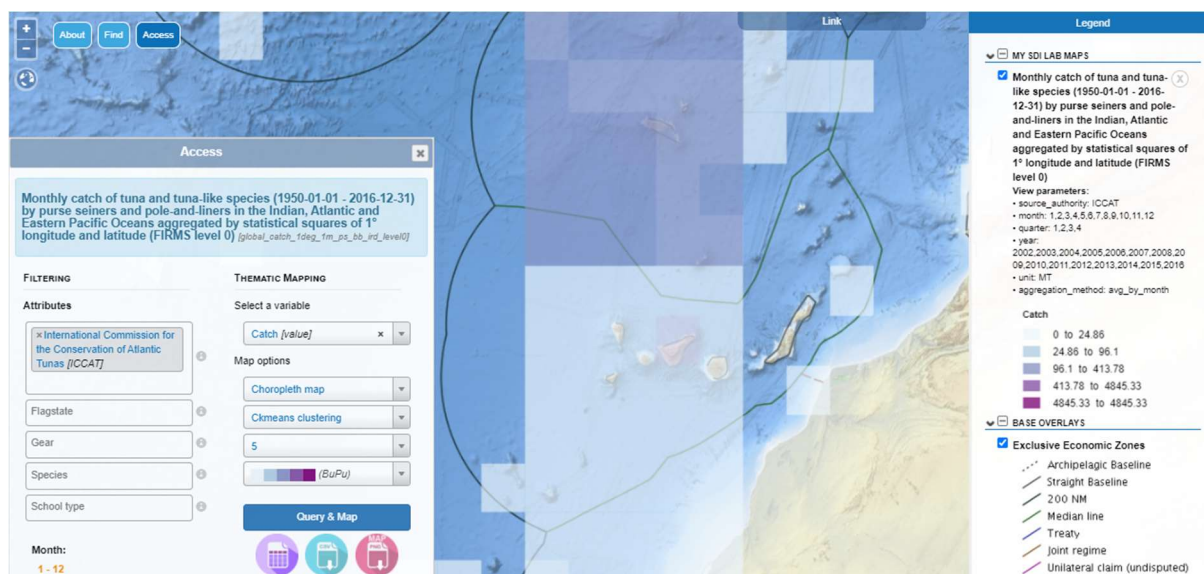 +
−
About
Find
Access
Link
Legend
Access
×
Monthly catch of tuna and tuna-like species (1950-01-01 - 2016-12-31)
by purse seiners and pole-and-liners in the Indian, Atlantic and
Eastern Pacific Oceans aggregated by statistical squares of 1°
longitude and latitude (FIRMS level 0) [global_catch_1deg_1m_ps_bb_ird_level0]
FILTERING
Attributes
×International Commission for
the Conservation of Atlantic
Tunas [ICCAT]
Flagstate
Gear
Species
School type
Month:
1 - 12
THEMATIC MAPPING
Select a variable
Catch [value] ×
Map options
Choropleth map
Ckmeans clustering
5
(BuPu)
Query & Map
CSV
MAP
PNG
MY SDI LAB MAPS
Monthly catch of tuna and tuna-
like species (1950-01-01 - 2016-
12-31) by purse seiners and pole-
and-liners in the Indian, Atlantic
and Eastern Pacific Oceans
aggregated by statistical squares of
1° longitude and latitude (FIRMS
level 0)
X
View parameters:
• source_authority: ICCAT
• month: 1,2,3,4,5,6,7,8,9,10,11,12
• quarter: 1,2,3,4
• year:
2002,2003,2004,2005,2006,2007,2008,20
09,2010,2011,2012,2013,2014,2015,2016
• unit: MT
• aggregation_method: avg_by_month
Catch
0 to 24.86
24.86 to 96.1
96.1 to 413.78
413.78 to 4845.33
4845.33 to 4845.33
BASE OVERLAYS
Exclusive Economic Zones
Archipelagic Baseline
Straight Baseline
200 NM
Median line
Treaty
Joint regime
Unilateral claim (undisputed)